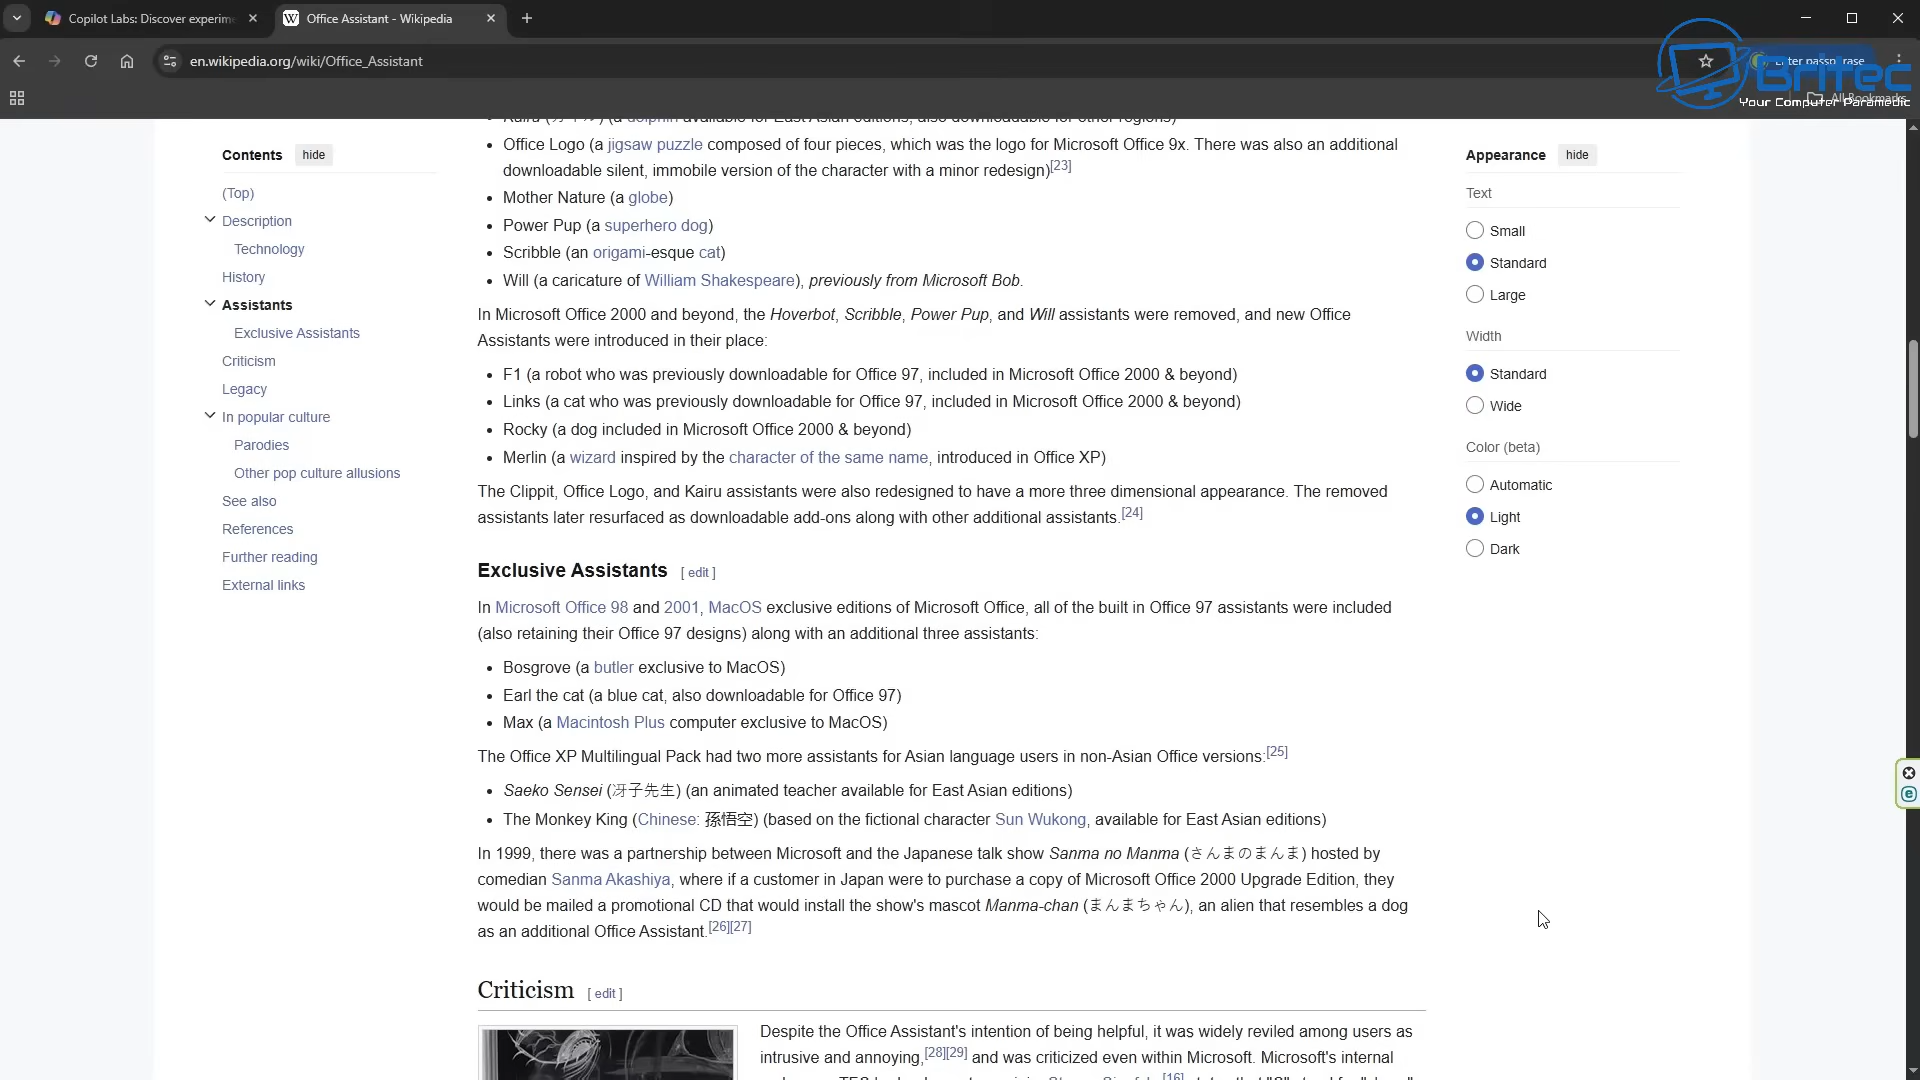 Copilot Labs: Discover experim
Office Assistant - Wikipedia
en.wikipedia.org/wiki/Office_Assistant
Enter passphrase
Britec
Your Computer Paramedic
All Bookmarks
Contents hide
(Top)
Description
Technology
History
Assistants
Exclusive Assistants
Criticism
Legacy
In popular culture
Parodies
Other pop culture allusions
See also
References
Further reading
External links
Kairu (カイル) (a dolphin available for East Asian editions, also downloadable for other regions)
• Office Logo (a jigsaw puzzle composed of four pieces, which was the logo for Microsoft Office 9x. There was also an additional
downloadable silent, immobile version of the character with a minor redesign)[23]
• Mother Nature (a globe)
• Power Pup (a superhero dog)
• Scribble (an origami-esque cat)
• Will (a caricature of William Shakespeare), previously from Microsoft Bob.
In Microsoft Office 2000 and beyond, the Hoverbot, Scribble, Power Pup, and Will assistants were removed, and new Office
Assistants were introduced in their place:
• F1 (a robot who was previously downloadable for Office 97, included in Microsoft Office 2000 & beyond)
• Links (a cat who was previously downloadable for Office 97, included in Microsoft Office 2000 & beyond)
• Rocky (a dog included in Microsoft Office 2000 & beyond)
• Merlin (a wizard inspired by the character of the same name, introduced in Office XP)
The Clippit, Office Logo, and Kairu assistants were also redesigned to have a more three dimensional appearance. The removed
assistants later resurfaced as downloadable add-ons along with other additional assistants.[24]
Exclusive Assistants [ edit ]
In Microsoft Office 98 and 2001, MacOS exclusive editions of Microsoft Office, all of the built in Office 97 assistants were included
(also retaining their Office 97 designs) along with an additional three assistants:
• Bosgrove (a butler exclusive to MacOS)
• Earl the cat (a blue cat, also downloadable for Office 97)
• Max (a Macintosh Plus computer exclusive to MacOS)
The Office XP Multilingual Pack had two more assistants for Asian language users in non-Asian Office versions:[25]
• Saeko Sensei (冴子先生) (an animated teacher available for East Asian editions)
• The Monkey King (Chinese: 孫悟空) (based on the fictional character Sun Wukong, available for East Asian editions)
In 1999, there was a partnership between Microsoft and the Japanese talk show Sanma no Manma (さんまのまんま) hosted by
comedian Sanma Akashiya, where if a customer in Japan were to purchase a copy of Microsoft Office 2000 Upgrade Edition, they
would be mailed a promotional CD that would install the show's mascot Manma-chan (まんまちゃん), an alien that resembles a dog
as an additional Office Assistant.[26][27]
Criticism [ edit ]
Despite the Office Assistant's intention of being helpful, it was widely reviled among users as
intrusive and annoying,[28][29] and was criticized even within Microsoft. Microsoft's internal
Appearance hide
Text
Small
Standard
Large
Width
Standard
Wide
Color (beta)
Automatic
Light
Dark